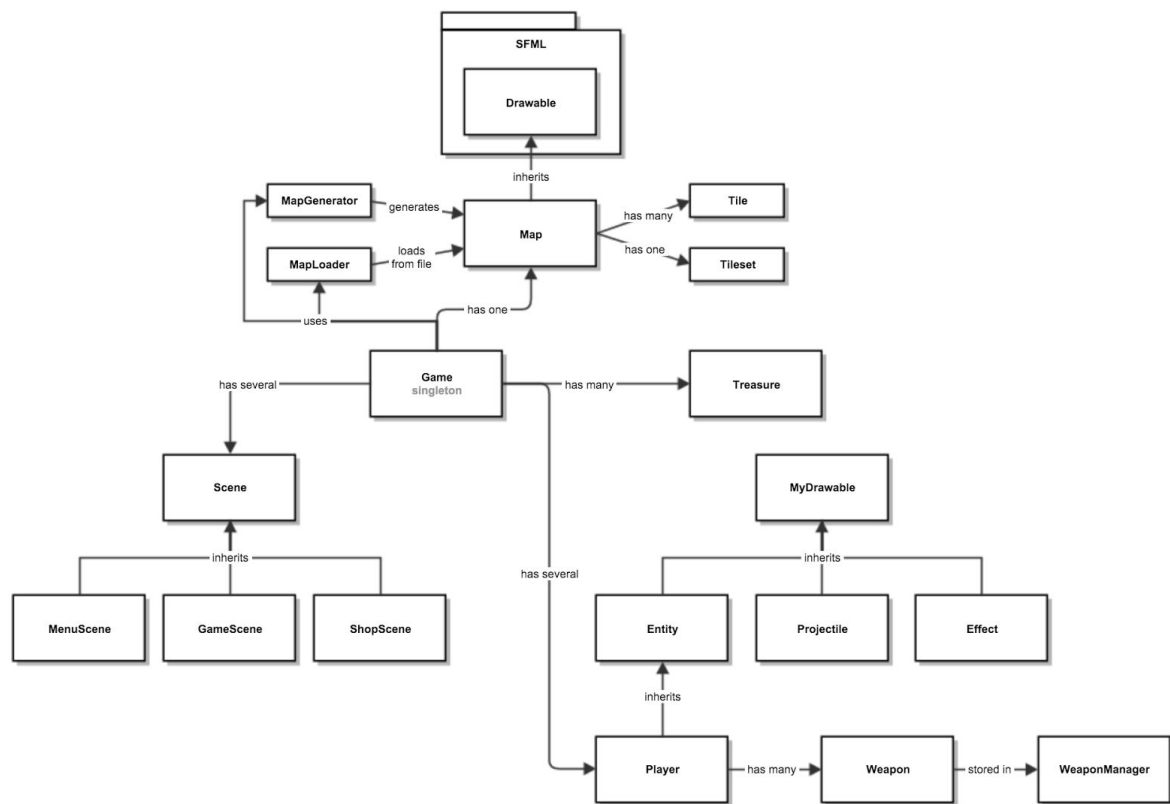 SFML
Drawable
inherits
MapGenerator
generates
Map
has many
Tile
MapLoader
loads
from file
has one
Tileset
uses
has one
Game
singleton
has several
has many
Treasure
Scene
MyDrawable
inherits
inherits
has several
MenuScene
GameScene
ShopScene
Entity
Projectile
Effect
inherits
Player
has many
Weapon
stored in
WeaponManager